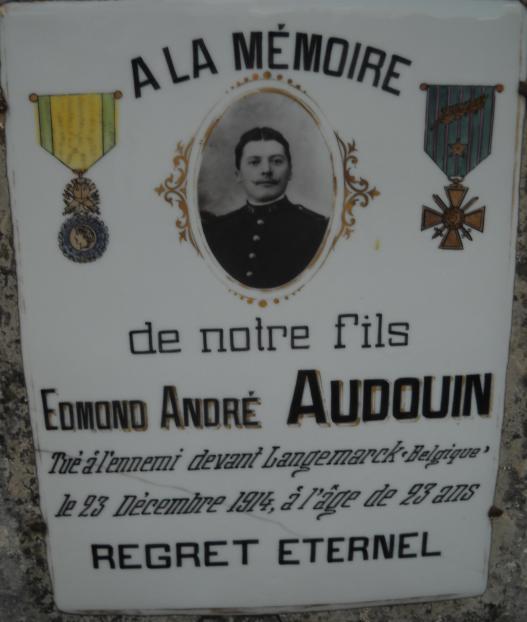 A LA MÉMOIRE
de notre fils
EDMOND ANDRÉ AUDOUIN
Tué à l'ennemi devant Langemarck "Belgique"
le 23 Décembre 1914, à l'âge de 23 ans
REGRET ETERNEL